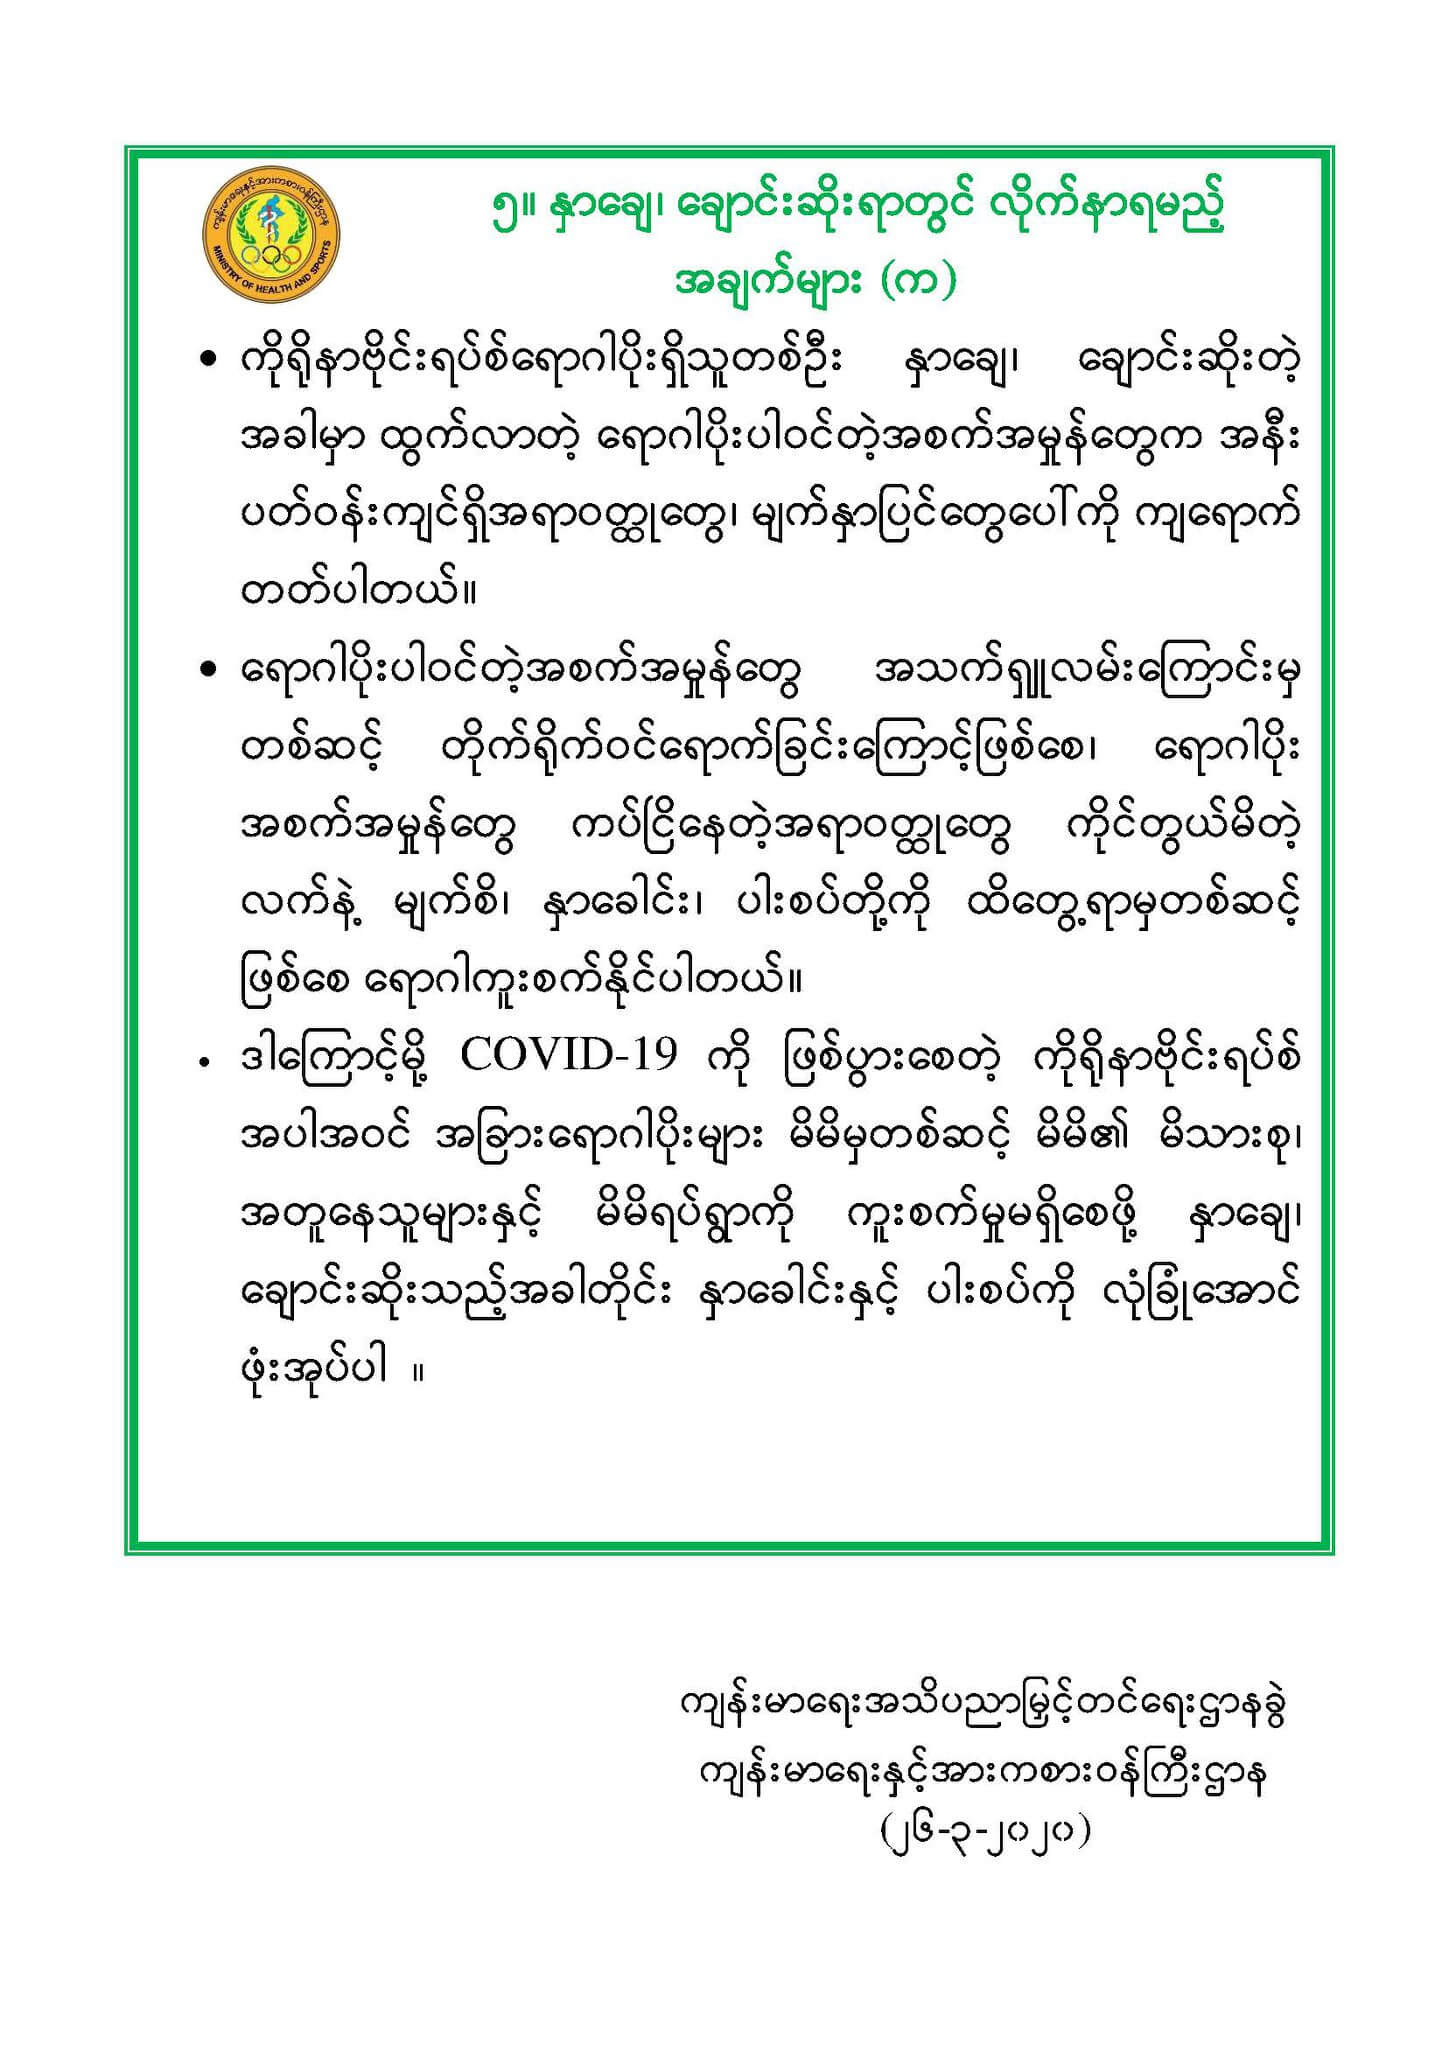 ကျန်းမာရေးနှင့်အားကစားဝန်ကြီးဌာန
MINISTRY OF HEALTH AND SPORTS
၅။ နှာချေ၊ ချောင်းဆိုးရာတွင် လိုက်နာရမည့်
အချက်များ (က)
• ကိုရိုနာဗိုင်းရပ်စ်ရောဂါပိုးရှိသူတစ်ဦး နှာချေ၊ ချောင်းဆိုးတဲ့
အခါမှာ ထွက်လာတဲ့ ရောဂါပိုးပါဝင်တဲ့အစက်အမှုန်တွေက အနီး
ပတ်ဝန်းကျင်ရှိအရာဝတ္ထုတွေ၊ မျက်နှာပြင်တွေပေါ်ကို ကျရောက်
တတ်ပါတယ်။
• ရောဂါပိုးပါဝင်တဲ့အစက်အမှုန်တွေ အသက်ရှူလမ်းကြောင်းမှ
တစ်ဆင့် တိုက်ရိုက်ဝင်ရောက်ခြင်းကြောင့်ဖြစ်စေ၊ ရောဂါပိုး
အစက်အမှုန်တွေ ကပ်ငြိနေတဲ့အရာဝတ္ထုတွေ ကိုင်တွယ်မိတဲ့
လက်နဲ့ မျက်စိ၊ နှာခေါင်း၊ ပါးစပ်တို့ကို ထိတွေ့ရာမှတစ်ဆင့်
ဖြစ်စေ ရောဂါကူးစက်နိုင်ပါတယ်။
• ဒါကြောင့်မို့ COVID-19 ကို ဖြစ်ပွားစေတဲ့ ကိုရိုနာဗိုင်းရပ်စ်
အပါအဝင် အခြားရောဂါပိုးများ မိမိမှတစ်ဆင့် မိမိ၏ မိသားစု၊
အတူနေသူများနှင့် မိမိရပ်ရွာကို ကူးစက်မှုမရှိစေဖို့ နှာချေ၊
ချောင်းဆိုးသည့်အခါတိုင်း နှာခေါင်းနှင့် ပါးစပ်ကို လုံခြုံအောင်
ဖုံးအုပ်ပါ ။
ကျန်းမာရေးအသိပညာမြှင့်တင်ရေးဌာနခွဲ
ကျန်းမာရေးနှင့်အားကစားဝန်ကြီးဌာန
(၂၆-၃-၂၀၂၀)